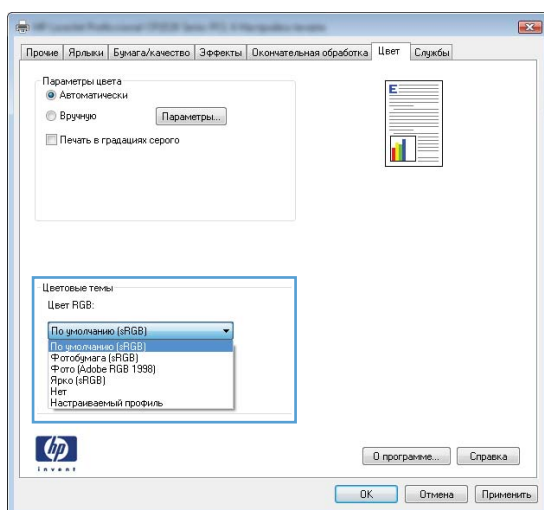 Прочие Ярлыки Бумага/качество Эффекты Окончательная обработка Цвет Службы
Параметры цвета
Автоматически
Вручную Параметры...
Печать в градациях серого
E
Цветовые темы
Цвет RGB:
По умолчанию (sRGB)
По умолчанию (sRGB)
Фотобумага (sRGB)
Фото (Adobe RGB 1998)
Ярко (sRGB)
Нет
Настраиваемый профиль
hp
invent
О программе... Справка
OK Отмена Применить